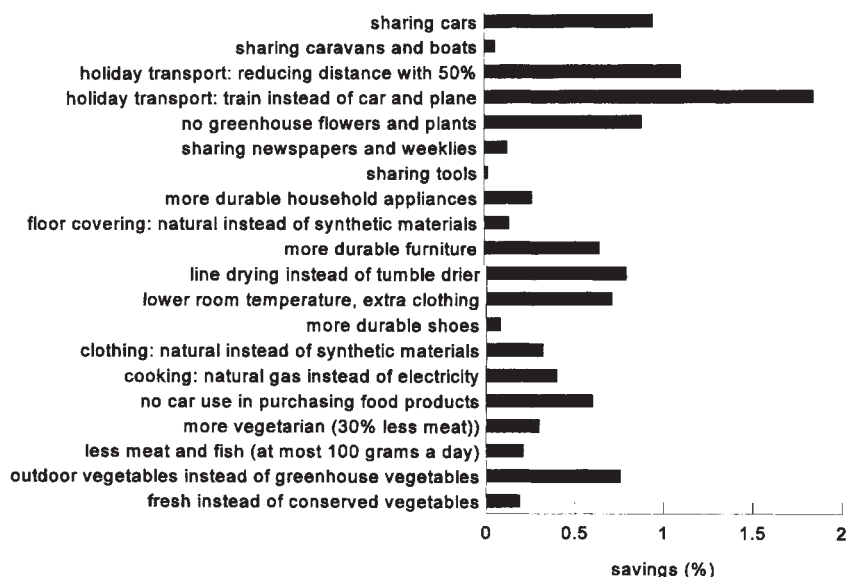 sharing cars
sharing caravans and boats
holiday transport: reducing distance with 50%
holiday transport: train instead of car and plane
no greenhouse flowers and plants
sharing newspapers and weeklies
sharing tools
more durable household appliances
floor covering: natural instead of synthetic materials
more durable furniture
line drying instead of tumble drier
lower room temperature, extra clothing
more durable shoes
clothing: natural instead of synthetic materials
cooking: natural gas instead of electricity
no car use in purchasing food products
more vegetarian (30% less meat))
less meat and fish (at most 100 grams a day)
outdoor vegetables instead of greenhouse vegetables
fresh instead of conserved vegetables
0 0.5 1 1.5 2
savings (%)